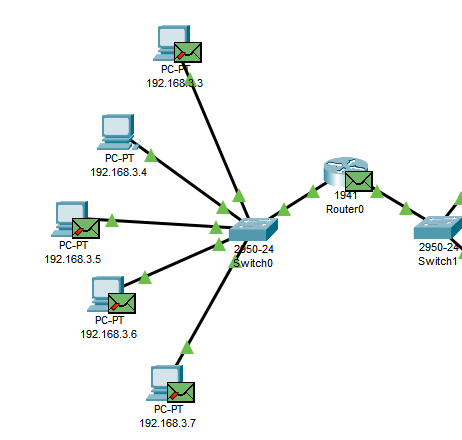 PC-PT
192.168.3.3
PC-PT
192.168.3.4
1941
Router0
PC-PT
192.168.3.5
2950-24
Switch0
2950-24
Switch1
PC-PT
192.168.3.6
PC-PT
192.168.3.7